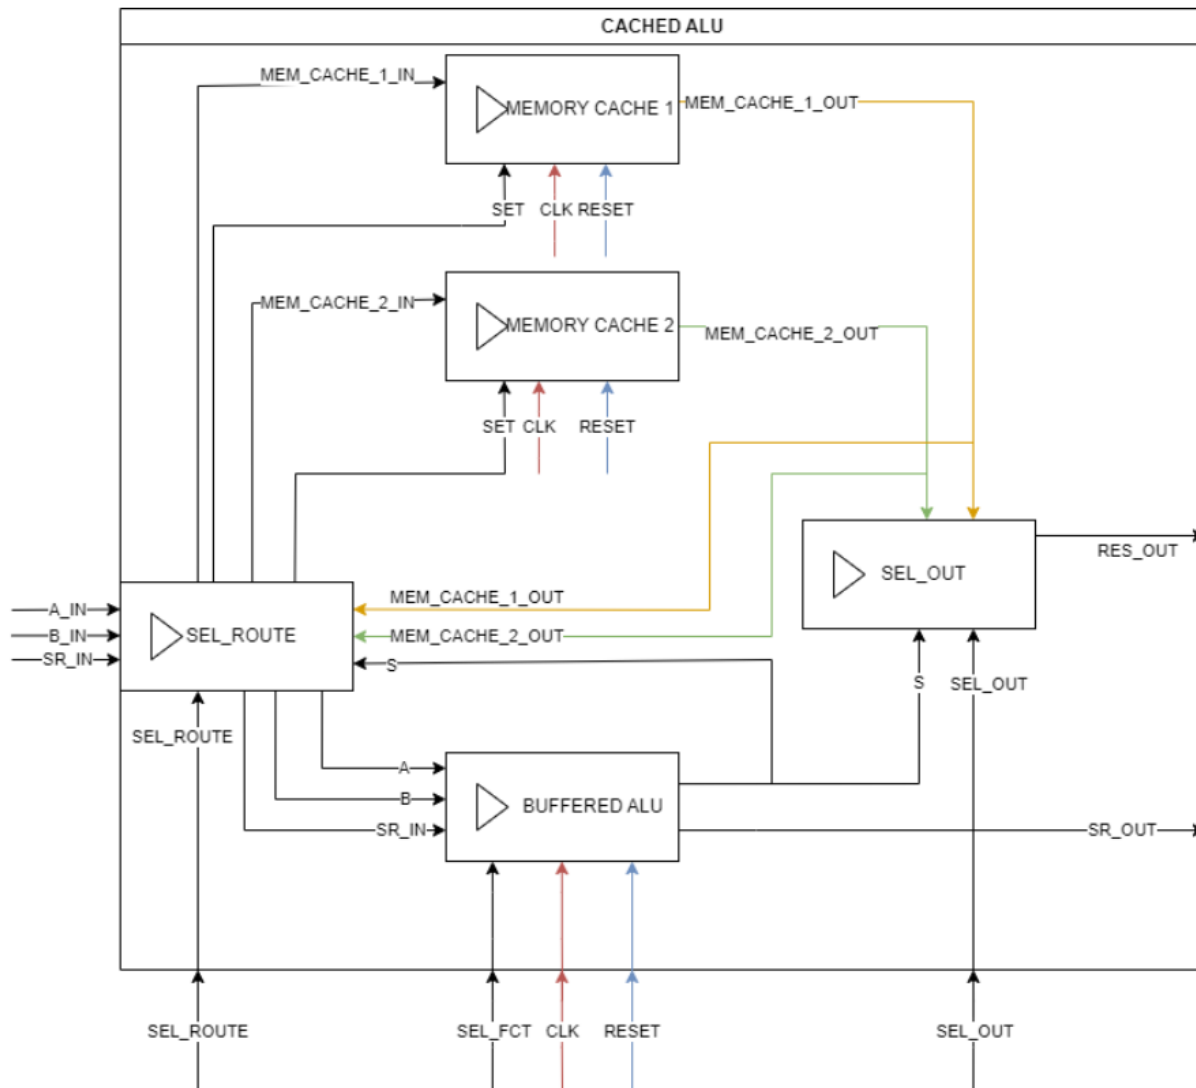 CACHED ALU
MEM_CACHE_1_IN
MEMORY CACHE 1
MEM_CACHE_1_OUT
SET
CLK
RESET
MEM_CACHE_2_IN
MEMORY CACHE 2
MEM_CACHE_2_OUT
SET
CLK
RESET
SEL_OUT
RES_OUT
A_IN
B_IN
SR_IN
SEL_ROUTE
MEM_CACHE_1_OUT
MEM_CACHE_2_OUT
S
S
SEL_OUT
SEL_ROUTE
A
B
SR_IN
BUFFERED ALU
SR_OUT
SEL_ROUTE
SEL_FCT
CLK
RESET
SEL_OUT